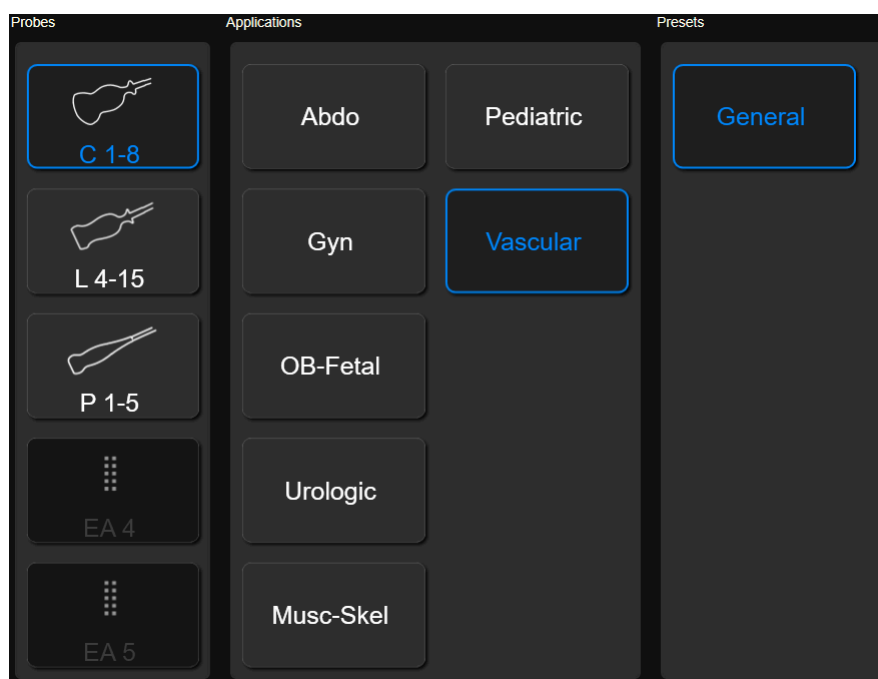 Probes
Applications
Presets
C 1-8
L 4-15
P 1-5
EA 4
EA 5
Abdo
Pediatric
Gyn
Vascular
OB-Fetal
Urologic
Musc-Skel
General